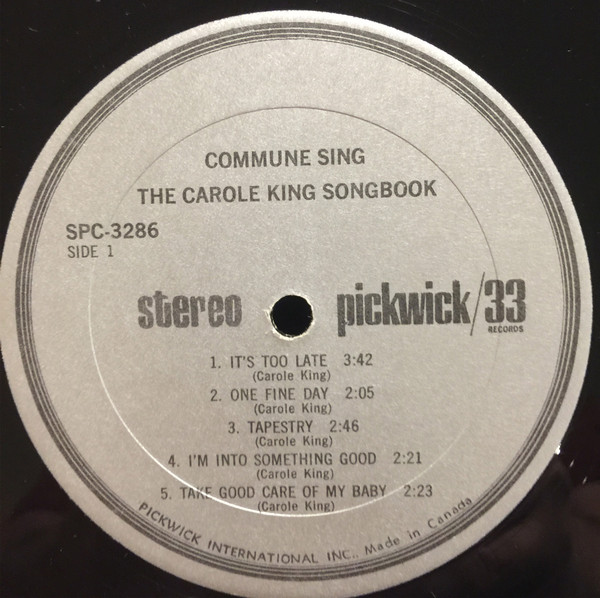 COMMUNE SING
THE CAROLE KING SONGBOOK
SPC-3286
SIDE 1
stereo
pickwick/33
RECORDS
1. IT'S TOO LATE 3:42
(Carole King)
2. ONE FINE DAY 2:05
(Carole King)
3. TAPESTRY 2:46
(Carole King)
4. I'M INTO SOMETHING GOOD 2:21
(Carole King)
5. TAKE GOOD CARE OF MY BABY 2:23
(Carole King)
PICKWICK INTERNATIONAL INC., Made in Canada